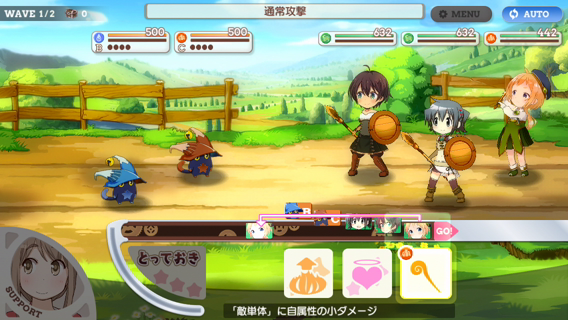 WAVE 1/2 0
通常攻撃
MENU
AUTO
500
B
500
C
632
632
442
GO!
とっておき
SUPPORT
「敵単体」に自属性の小ダメージ